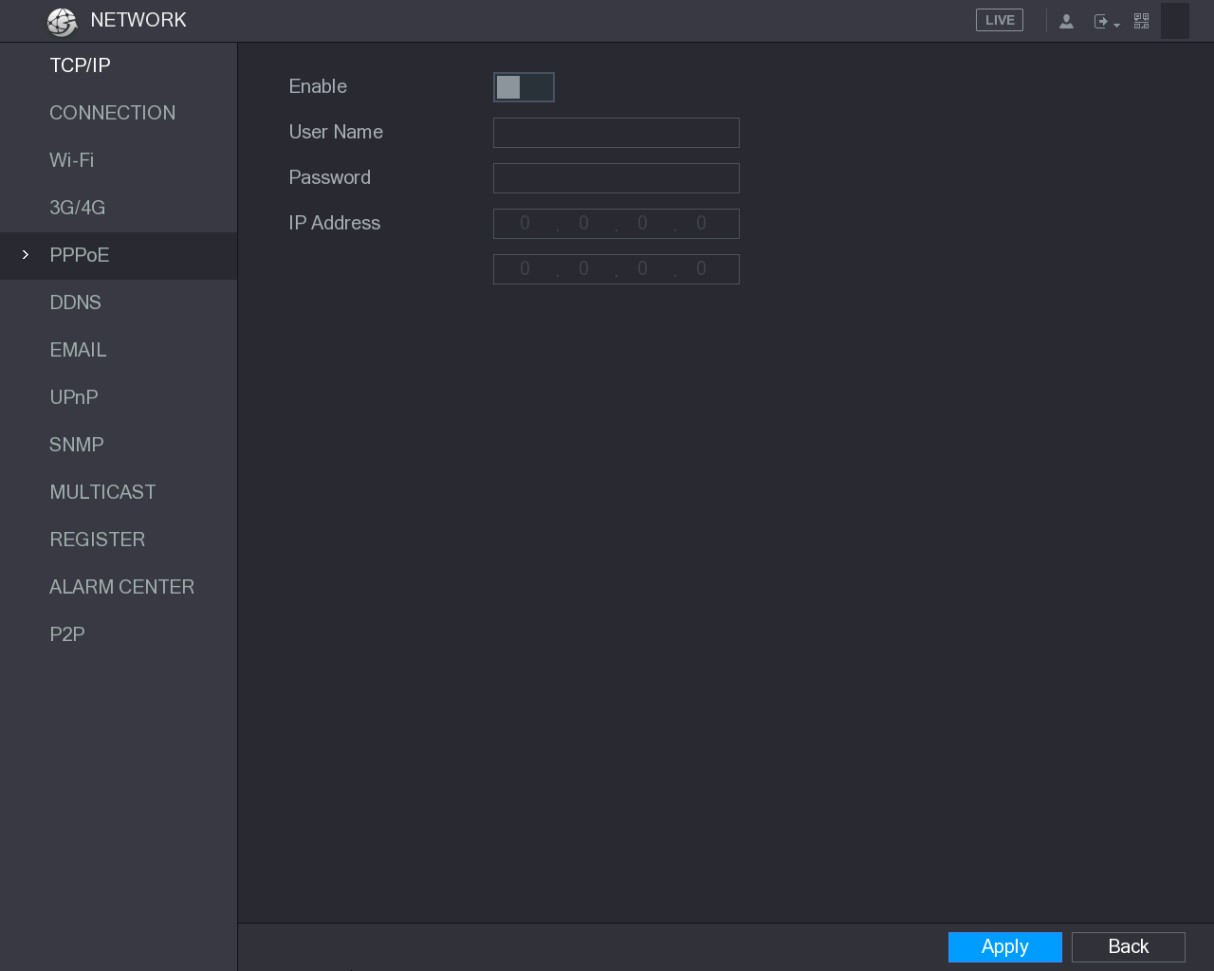 NETWORK
LIVE
TCP/IP
CONNECTION
Wi-Fi
3G/4G
PPPoE
DDNS
EMAIL
UPnP
SNMP
MULTICAST
REGISTER
ALARM CENTER
P2P
Enable
User Name
Password
IP Address
0 . 0 . 0 . 0
0 . 0 . 0 . 0
Apply
Back